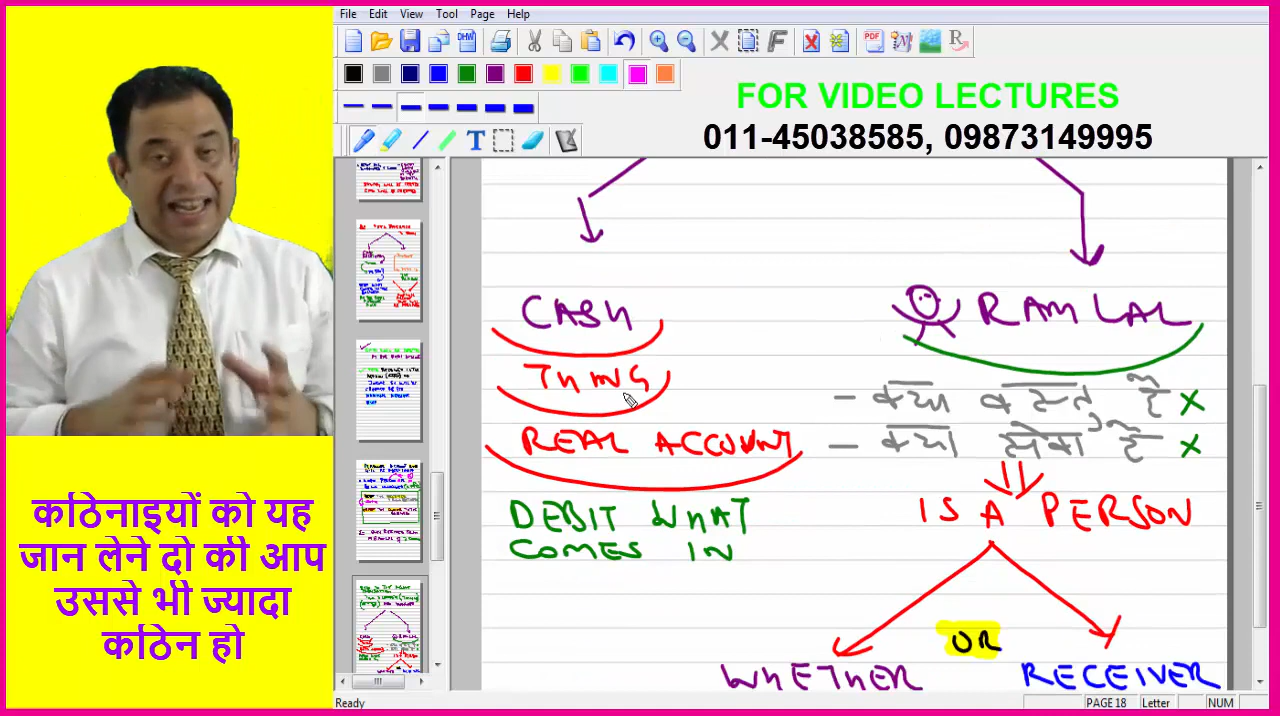 File Edit View Tool Page Help
DHW
PDF
FOR VIDEO LECTURES
011-45038585, 09873149995
CASH
RAM LAL
THING
- क्या वस्तु है X
REAL ACCOUNT
- क्या सेवा है X
DEBIT WHAT
COMES IN
IS A PERSON
OR
WHETHER
RECEIVER
कठिनाइयों को यह
जान लेने दो की आप
उससे भी ज्यादा
कठिन हो
Ready
PAGE 18 Letter NUM